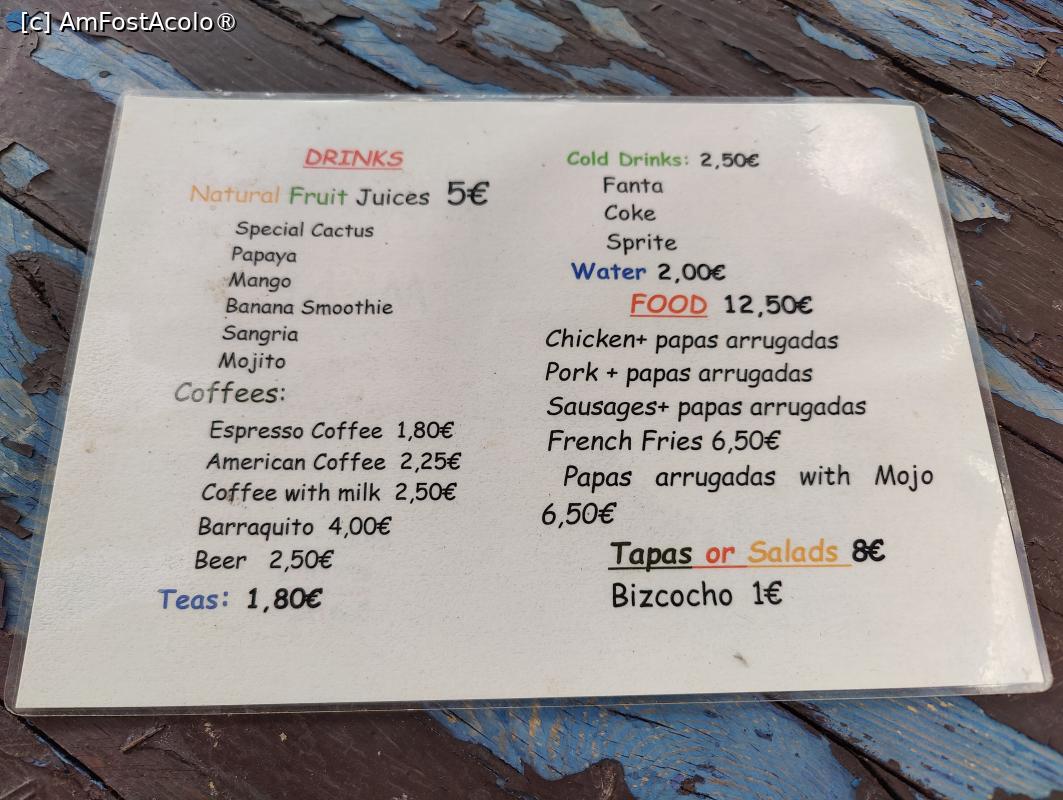 [c] AmFostAcolo®
DRINKS
Natural Fruit Juices 5€
Special Cactus
Papaya
Mango
Banana Smoothie
Sangria
Mojito
Coffees:
Espresso Coffee 1,80€
American Coffee 2,25€
Coffee with milk 2,50€
Barraquito 4,00€
Beer 2,50€
Teas: 1,80€
Cold Drinks: 2,50€
Fanta
Coke
Sprite
Water 2,00€
FOOD 12,50€
Chicken+ papas arrugadas
Pork + papas arrugadas
Sausages+ papas arrugadas
French Fries 6,50€
Papas arrugadas with Mojo
6,50€
Tapas or Salads 8€
Bizcocho 1€